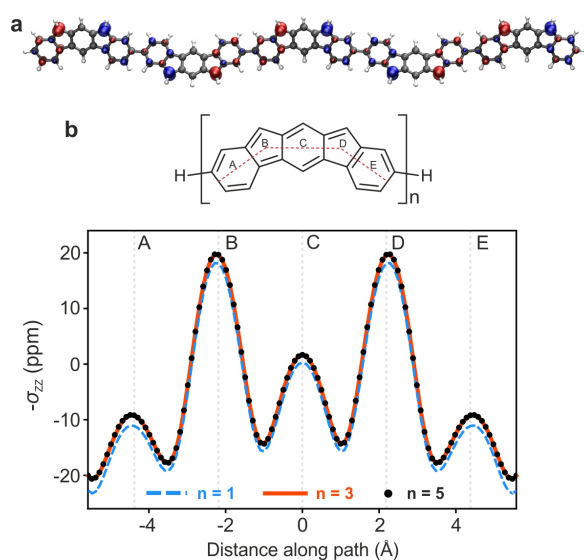 a
b
A
B
C
D
E
H
H
n
A
B
C
D
E
20
10
0
-10
-20
-σzz (ppm)
n = 1
n = 3
n = 5
-4
-2
0
2
4
Distance along path (Å)